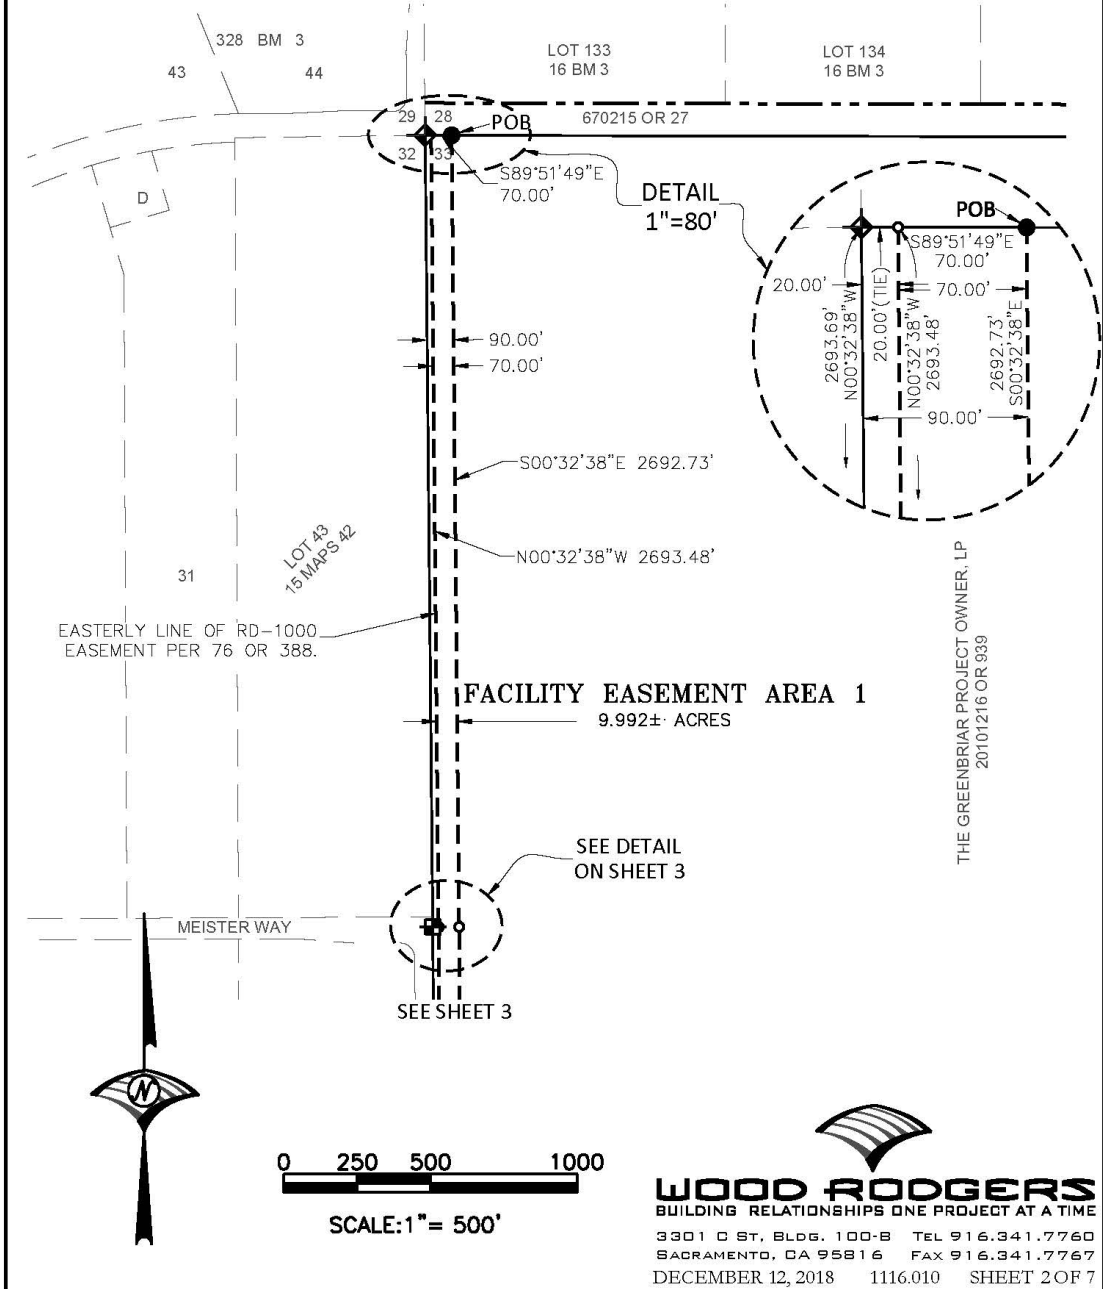 328 BM 3
43
44
LOT 133
16 BM 3
LOT 134
16 BM 3
29
28
POB
670215 OR 27
32
33
S89°51'49"E
70.00'
D
DETAIL
1"=80'
POB
S89°51'49"E
70.00'
20.00'
70.00'
2693.69'
N00°32'38"W
20.00'(TIE)
N00°32'38"W
2693.48'
2692.73'
S00°32'38"E
90.00'
90.00'
70.00'
S00°32'38"E 2692.73'
N00°32'38"W 2693.48'
LOT 43
15 MAPS 42
31
EASTERLY LINE OF RD-1000
EASEMENT PER 76 OR 388.
THE GREENBRIAR PROJECT OWNER, LP
20101216 OR 939
FACILITY EASEMENT AREA 1
9.992± ACRES
SEE DETAIL
ON SHEET 3
MEISTER WAY
SEE SHEET 3
N
0 250 500 1000
SCALE:1"= 500'
WOOD RODGERS
BUILDING RELATIONSHIPS ONE PROJECT AT A TIME
3301 C ST, BLDG. 100-B TEL 916.341.7760
SACRAMENTO, CA 95816 FAX 916.341.7767
DECEMBER 12, 2018 1116.010 SHEET 2 OF 7